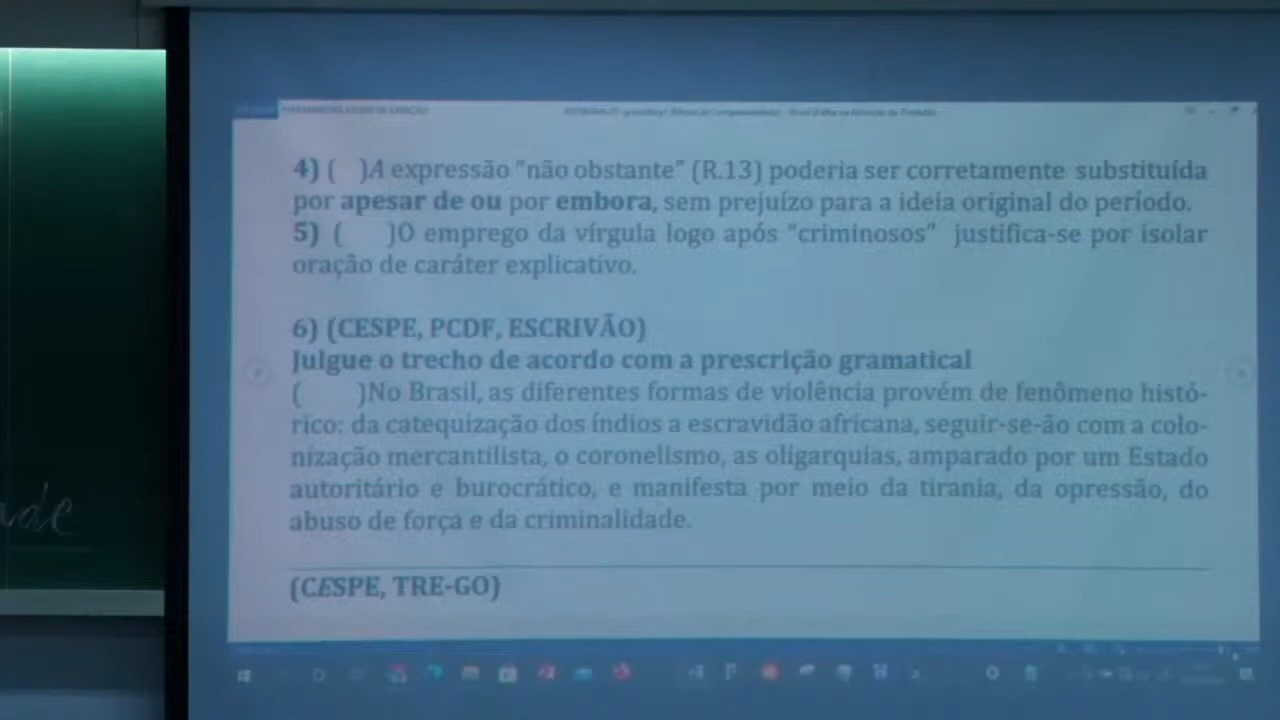 4) ( )A expressão "não obstante" (R.13) poderia ser corretamente substituída
por apesar de ou por embora, sem prejuízo para a ideia original do período.
5) ( )O emprego da vírgula logo após "criminosos" justifica-se por isolar
oração de caráter explicativo.
6) (CESPE, PCDF, ESCRIVÃO)
Julgue o trecho de acordo com a prescrição gramatical
( )No Brasil, as diferentes formas de violência provém de fenômeno histó-
rico: da catequização dos índios a escravidão africana, seguir-se-ão com a colo-
nização mercantilista, o coronelismo, as oligarquias, amparado por um Estado
autoritário e burocrático, e manifesta por meio da tirania, da opressão, do
abuso de força e da criminalidade.
(CESPE, TRE-GO)